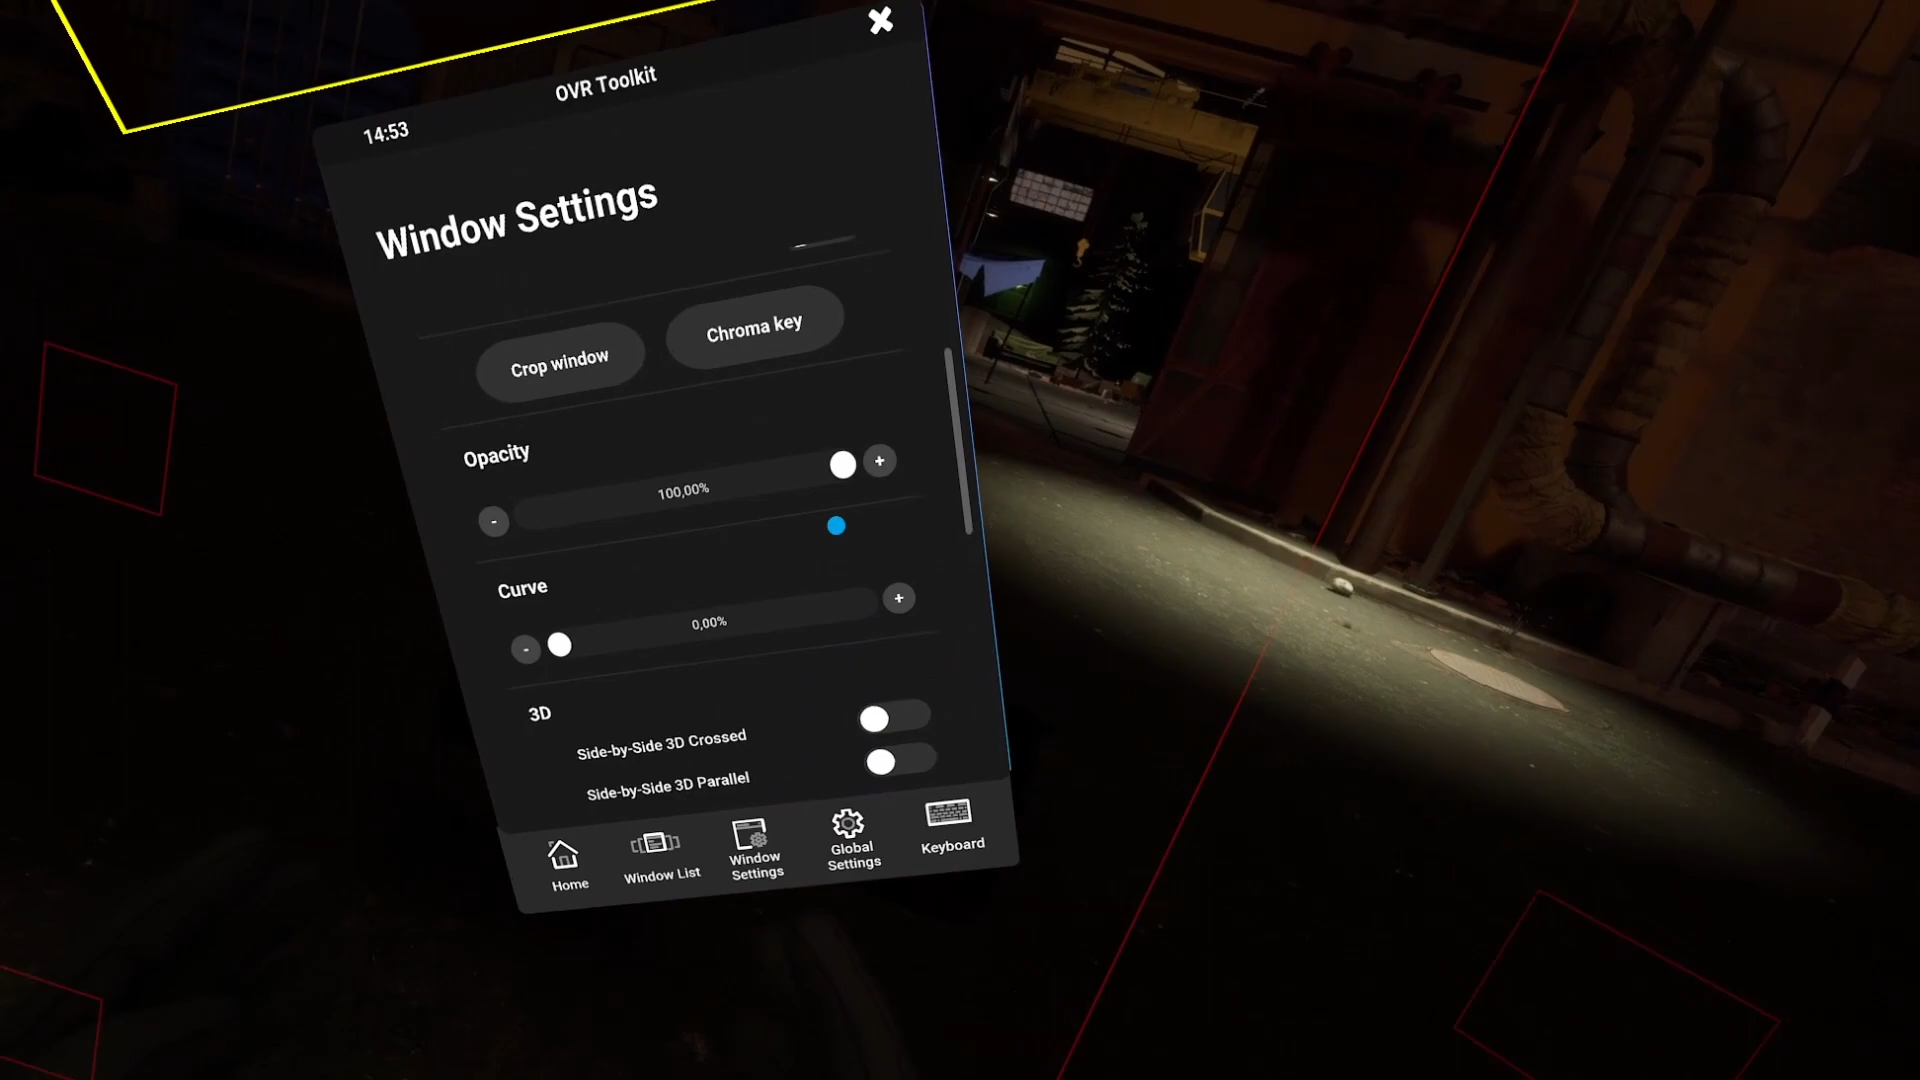 OVR Toolkit
14:53
Window Settings
Crop window
Chroma key
Opacity
-
100,00%
+
Curve
-
0,00%
+
3D
Side-by-Side 3D Crossed
Side-by-Side 3D Parallel
Home
Window List
Window
Settings
Global
Settings
Keyboard